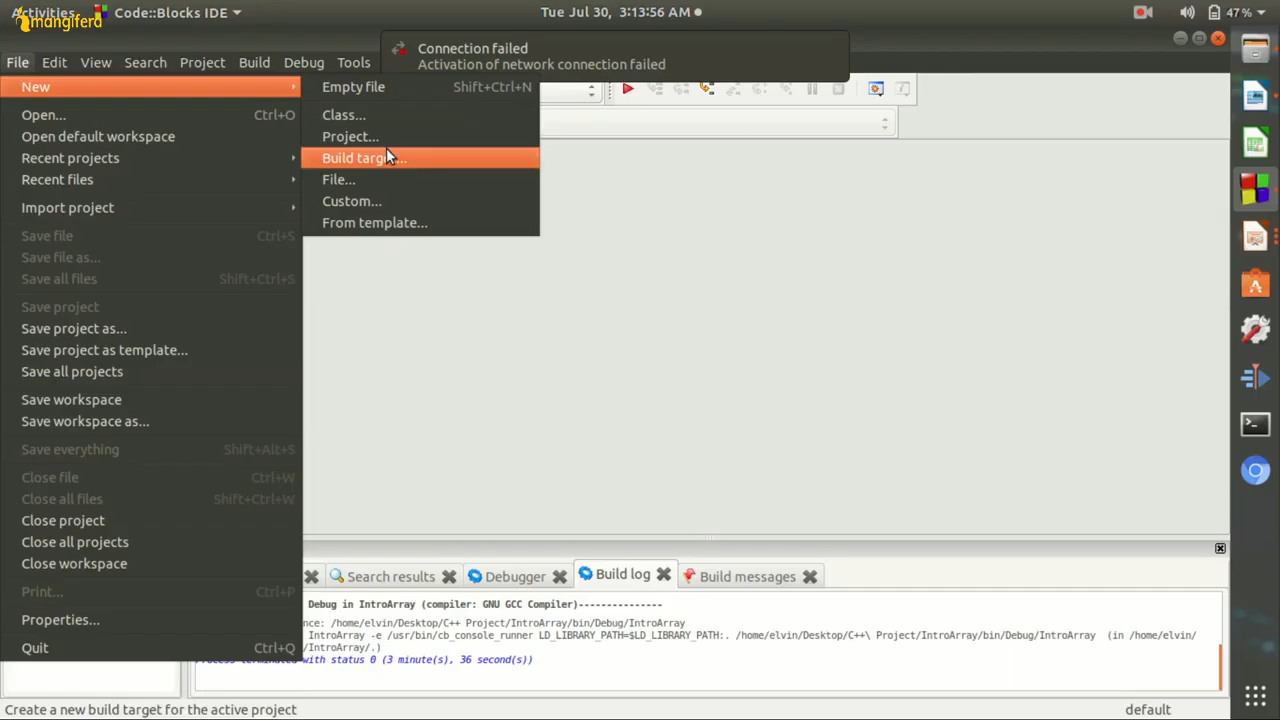 Activities
Code::Blocks IDE
Tue Jul 30, 3:13:56 AM
47%
mangifera
Connection failed
Activation of network connection failed
File Edit View Search Project Build Debug Tools
New
Open... Ctrl+O
Open default workspace
Recent projects
Recent files
Import project
Save file Ctrl+S
Save file as...
Save all files Shift+Ctrl+S
Save project
Save project as...
Save project as template...
Save all projects
Save workspace
Save workspace as...
Save everything Shift+Alt+S
Close file Ctrl+W
Close all files Shift+Ctrl+W
Close project
Close all projects
Close workspace
Print... Ctrl+P
Properties...
Quit Ctrl+Q
Empty file Shift+Ctrl+N
Class...
Project...
Build target...
File...
Custom...
From template...
Search results
Debugger
Build log
Build messages
Debug in IntroArray (compiler: GNU GCC Compiler)---------------
nce: /home/elvin/Desktop/C++ Project/IntroArray/bin/Debug/IntroArray
IntroArray -e /usr/bin/cb_console_runner LD_LIBRARY_PATH=$LD_LIBRARY_PATH:. /home/elvin/Desktop/C++\ Project/IntroArray/bin/Debug/IntroArray (in /home/elvin/
/IntroArray/.)
Process terminated with status 0 (3 minute(s), 36 second(s))
Create a new build target for the active project
default